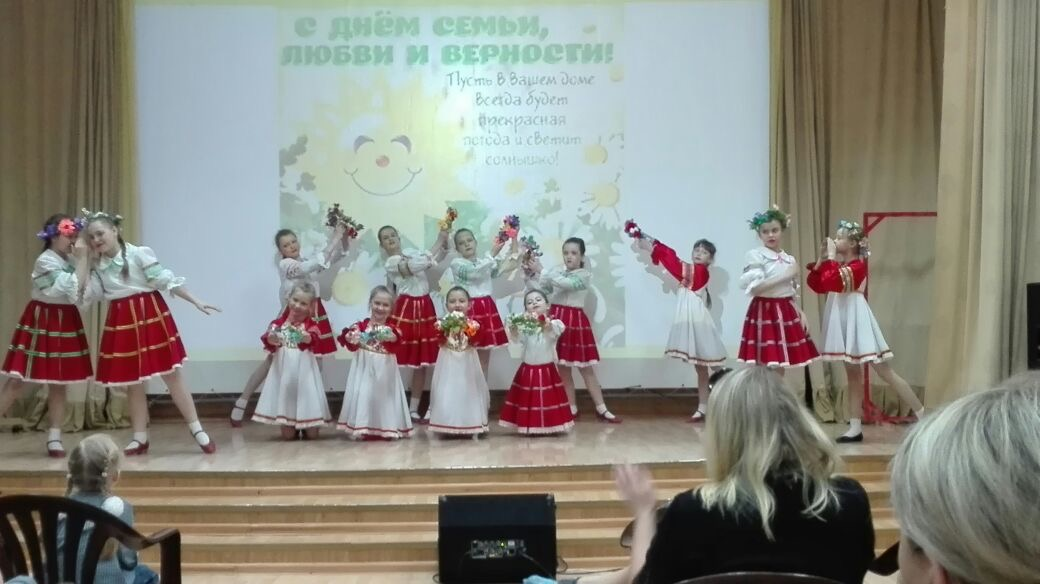 С ДНЁМ СЕМЬИ,
ЛЮБВИ И ВЕРНОСТИ!
Пусть в вашем доме
всегда будет
прекрасная
погода и светит
солнышко!